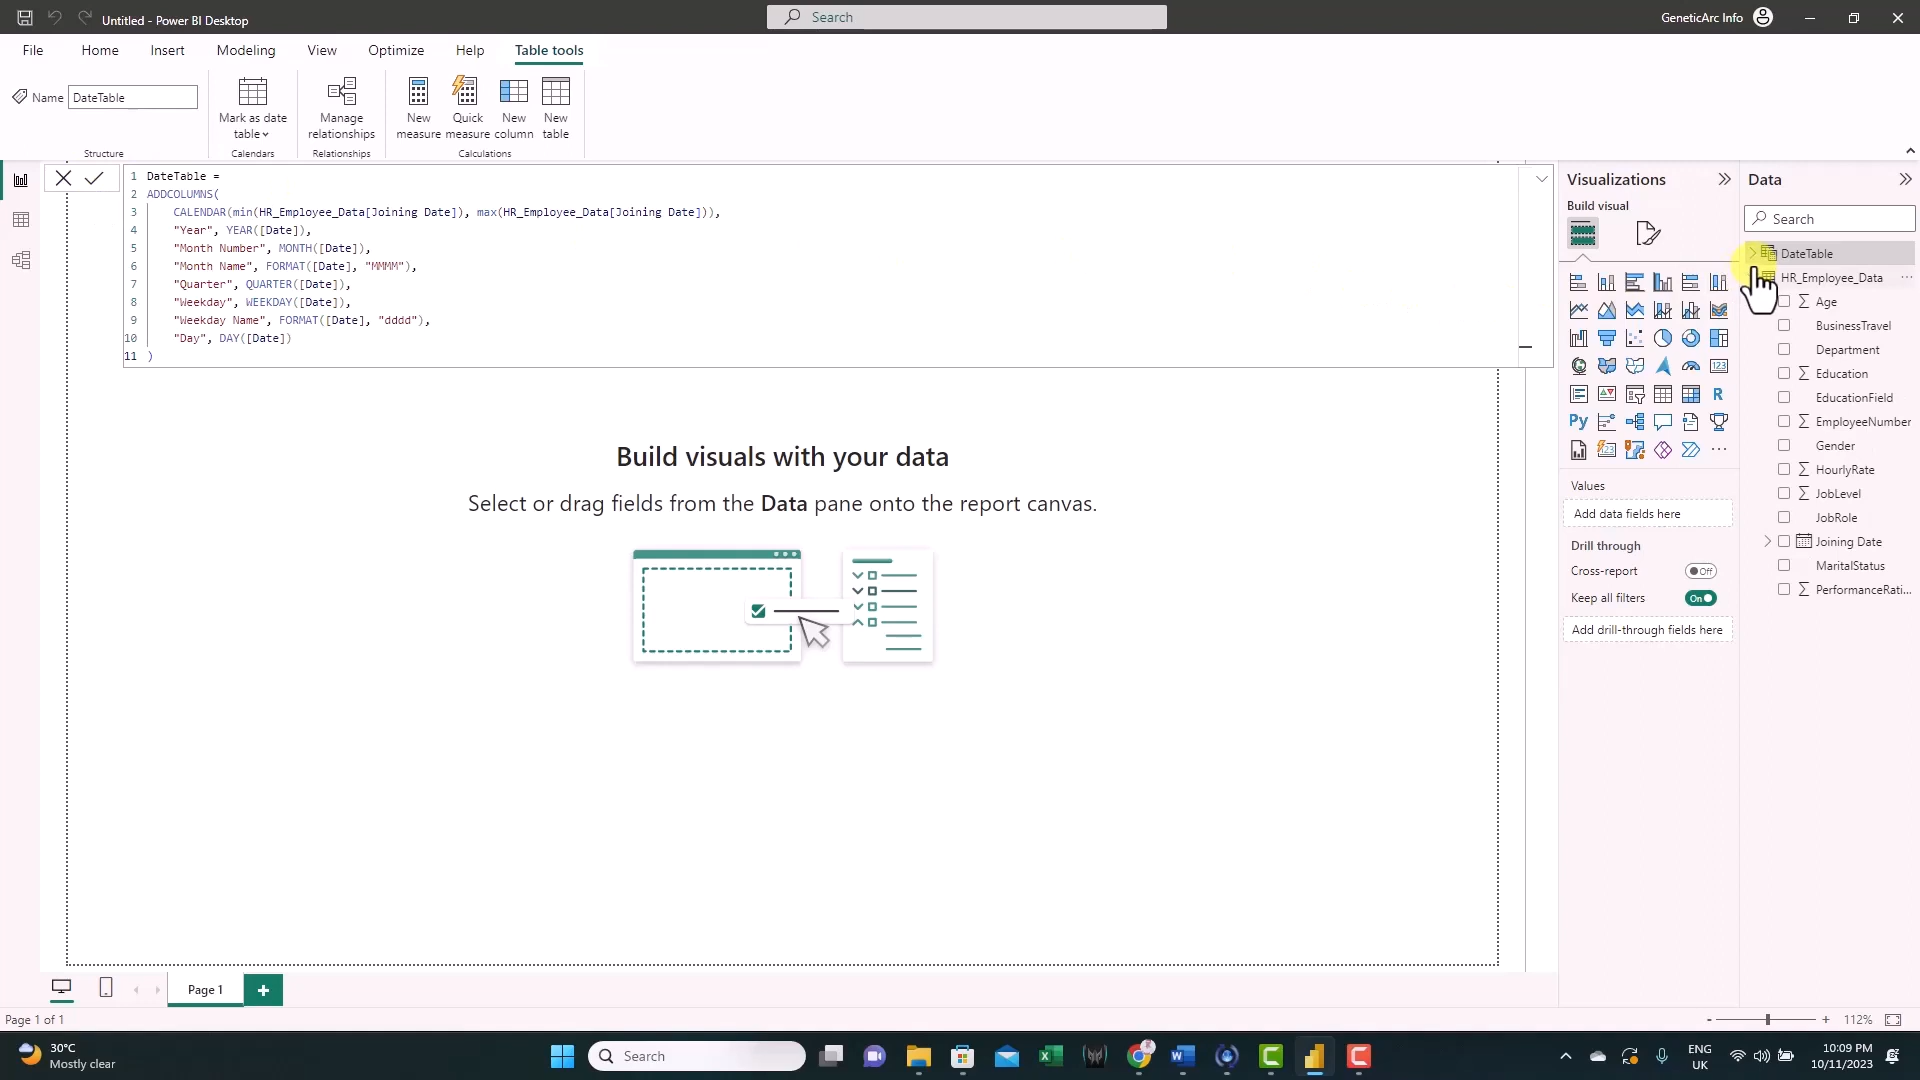 Untitled - Power BI Desktop
Search
GeneticArc Info
File
Home
Insert
Modeling
View
Optimize
Help
Table tools
Name
DateTable
Mark as date
table
Manage
relationships
New
measure
Quick
measure
New
column
New
table
Structure
Calendars
Relationships
Calculations
1 DateTable =
2 ADDCOLUMNS(
3 CALENDAR(min(HR_Employee_Data[Joining Date]), max(HR_Employee_Data[Joining Date])),
4 "Year", YEAR([Date]),
5 "Month Number", MONTH([Date]),
6 "Month Name", FORMAT([Date], "MMMM"),
7 "Quarter", QUARTER([Date]),
8 "Weekday", WEEKDAY([Date]),
9 "Weekday Name", FORMAT([Date], "dddd"),
10 "Day", DAY([Date])
11 )
Build visuals with your data
Select or drag fields from the Data pane onto the report canvas.
Visualizations
Build visual
123
R
Py
123
Values
Add data fields here
Drill through
Cross-report
Off
Keep all filters
On
Add drill-through fields here
Data
Search
DateTable
HR_Employee_Data
Age
BusinessTravel
Department
Education
EducationField
EmployeeNumber
Gender
HourlyRate
JobLevel
JobRole
Joining Date
MaritalStatus
PerformanceRati...
Page 1
Page 1 of 1
- + 112%
30°C
Mostly clear
Search
ENG
UK
10:09 PM
10/11/2023